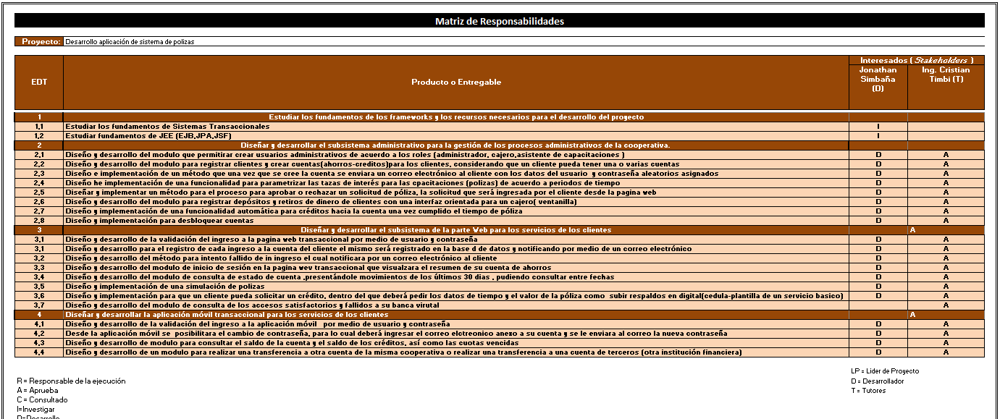 Matriz de Responsabilidades
Proyecto: Desarrollo aplicación de sistema de polizas
EDT Producto o Entregable Interesados ( Stakeholders )
Jonathan Simbaña (D) Ing. Cristian Timbi (T)
1 Estudiar los fundamentos de los frameworks y los recursos necesarios para el desarrollo del proyecto
1,1 Estudiar los fundamentos de Sistemas Transaccionales I
1,2 Estudiar fundamentos de JEE (EJB,JPA,JSF) I
2 Diseñar y desarrollar el subsistema administrativo para la gestión de los procesos administrativos de la cooperativa.
2,1 Diseño y desarrollo del modulo que permitirar crear usuarios administrativos de acuerdo a los roles (administrador, cajero,asistente de capacitaciones ) D A
2,2 Diseño y desarrollo del modulo para registrar clientes y crear cuentas(ahorros-creditos)para los clientes, considerando que un cliente pueda tener una o varias cuentas D A
2,3 Diseño e implementación de un método que una vez que se cree la cuenta se enviara un correo electrónico al cliente con los datos del usuario y contraseña aleatorios asignados D A
2,4 Diseño he implementación de una funcionalidad para parametrizar las tazas de interés para las cpacitaciones (polizas) de acuerdo a periodos de tiempo D A
2,5 Diseñar y implementar un método para el proceso para aprobar o rechazar un solicitud de póliza, la solicitud que será ingresada por el cliente desde la pagina web D A
2,6 Diseño y desarrollo del modulo para registrar depósitos y retiros de dinero de clientes con una interfaz orientada para un cajero( ventanilla) D A
2,7 Diseño y implementación de una funcionalidad automática para créditos hacia la cuenta una vez cumplido el tiempo de póliza D A
2,8 Diseño y implementación para desbloquear cuentas D A
3 Diseñar y desarrollar el subsistema de la parte Web para los servicios de los clientes A
3,1 Diseño y desarrollo de la validación del ingreso a la pagina web transaccional por medio de usuario y contraseña D A
3,1 Diseño y desarrollo para el registro de cada ingreso a la cuenta del cliente el mismo será registrado en la base d de datos y notificando por medio de un correo electrónico D A
3,2 Diseño y desarrollo del método para intento fallido de in ingreso el cual notificara por un correo electrónico al cliente D A
3,3 Diseño y desarrollo del modulo de inicio de sesión en la pagina wev transaccional que visualzara el resumen de su cuenta de ahorros D A
3,4 Diseño y desarrollo del modulo de consulta de estado de cuenta ,presentándole movimientos de los últimos 30 dias , pudiendo consultar entre fechas D A
3,5 Diseño y implementación de una simulación de polizas A
3,6 Diseño y implementación para que un cliente pueda solicitar un crédito, dentro del que deberá pedir los datos de tiempo y el valor de la póliza como subir respaldos en digital(cedula-plantilla de un servicio basico) D A
3,7 Diseño y desarrollo del modulo de consulta de los accesos satisfactorios y fallidos a su banca virutal A
4 Diseñar y desarrollar la aplicación móvil transaccional para los servicios de los clientes A
4,1 Diseño y desarrollo de la validación del ingreso a la aplicación móvil por medio de usuario y contraseña D A
4,2 Desde la aplicación móvil se posibilitara el cambio de contraseña, para lo cual deberá ingresar el correo elctreonico anexo a su cuenta y se le enviara al correo la nueva contraseña D A
4,3 Diseño y desarrollo de modulo para consultar el saldo de la cuenta y el saldo de los créditos, así como las cuotas vencidas D A
4,4 Diseño y desarrollo de un modulo para realizar una transferencia a otra cuenta de la misma cooperativa o realizar una transferencia a una cuenta de terceros (otra institución financiera) D A
R = Responsable de la ejecución
A = Aprueba
C = Consultado
I=Investigar
D=Desarrollo
LP = Lider de Proyecto
D = Desarrollador
T = Tutores